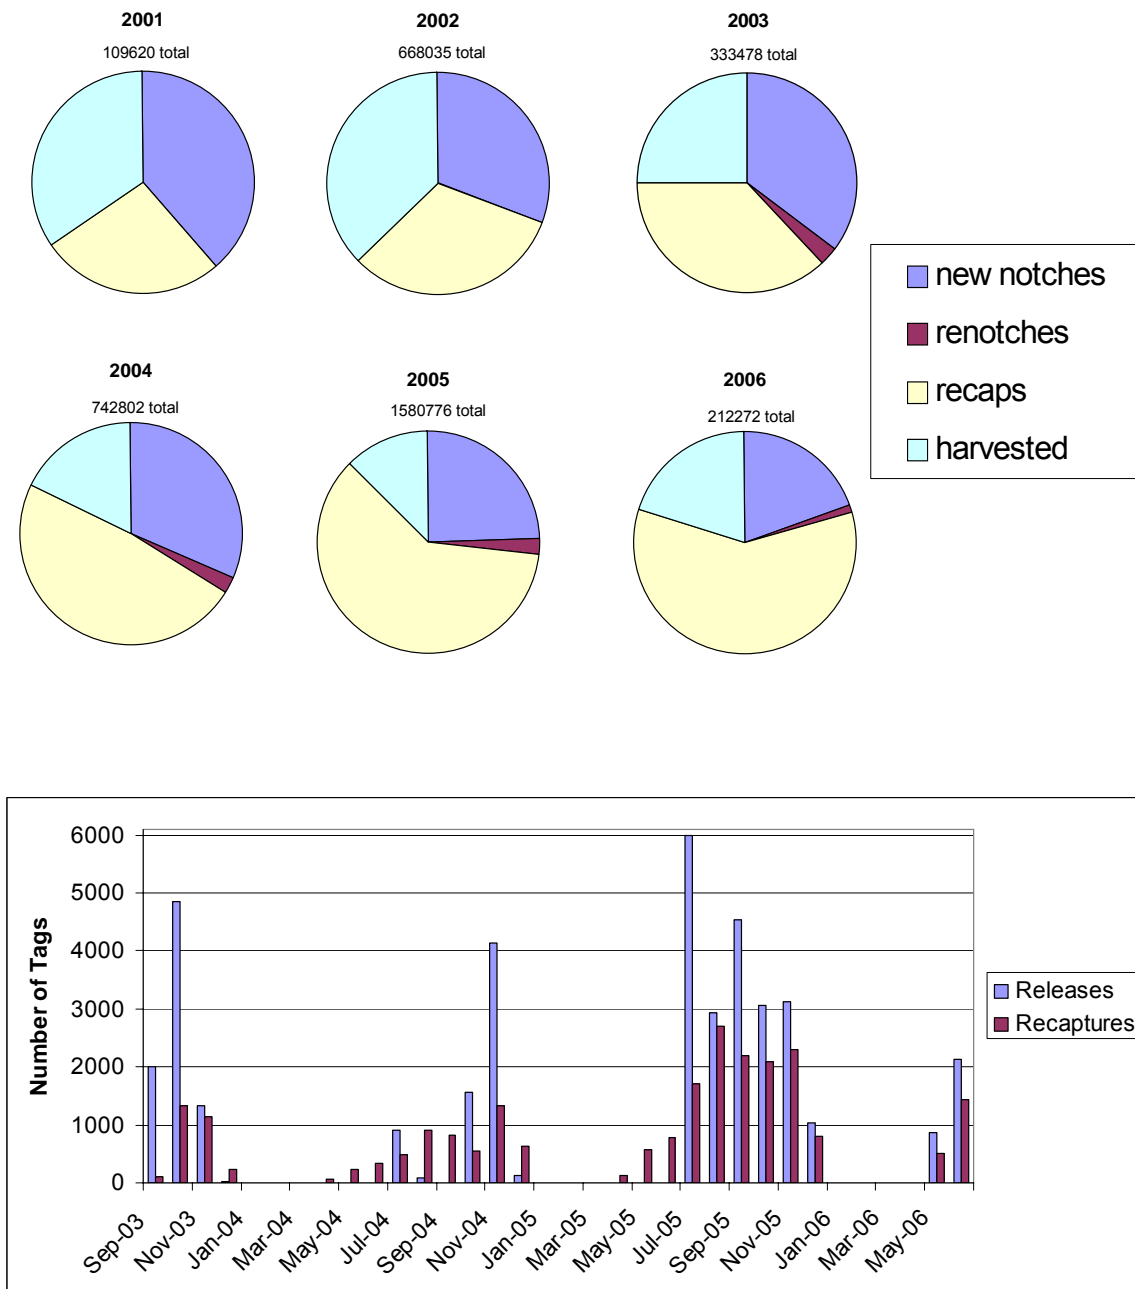 2001
109620 total
2002
668035 total
2003
333478 total
new notches
renotches
recaps
harvested
2004
742802 total
2005
1580776 total
2006
212272 total
6000
5000
4000
3000
2000
1000
0
Number of Tags
Releases
Recaptures
Sep-03
Nov-03
Jan-04
Mar-04
May-04
Jul-04
Sep-04
Nov-04
Jan-05
Mar-05
May-05
Jul-05
Sep-05
Nov-05
Jan-06
Mar-06
May-06